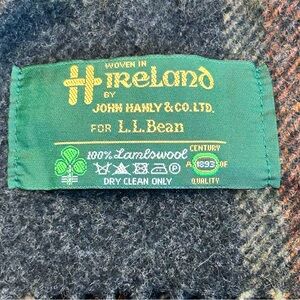 WOVEN IN
IRELAND
BY
JOHN HANLY & CO. LTD.
FOR L.L.Bean
100% Lambswool
CENTURY
A 1893 OF
QUALITY
DRY CLEAN ONLY